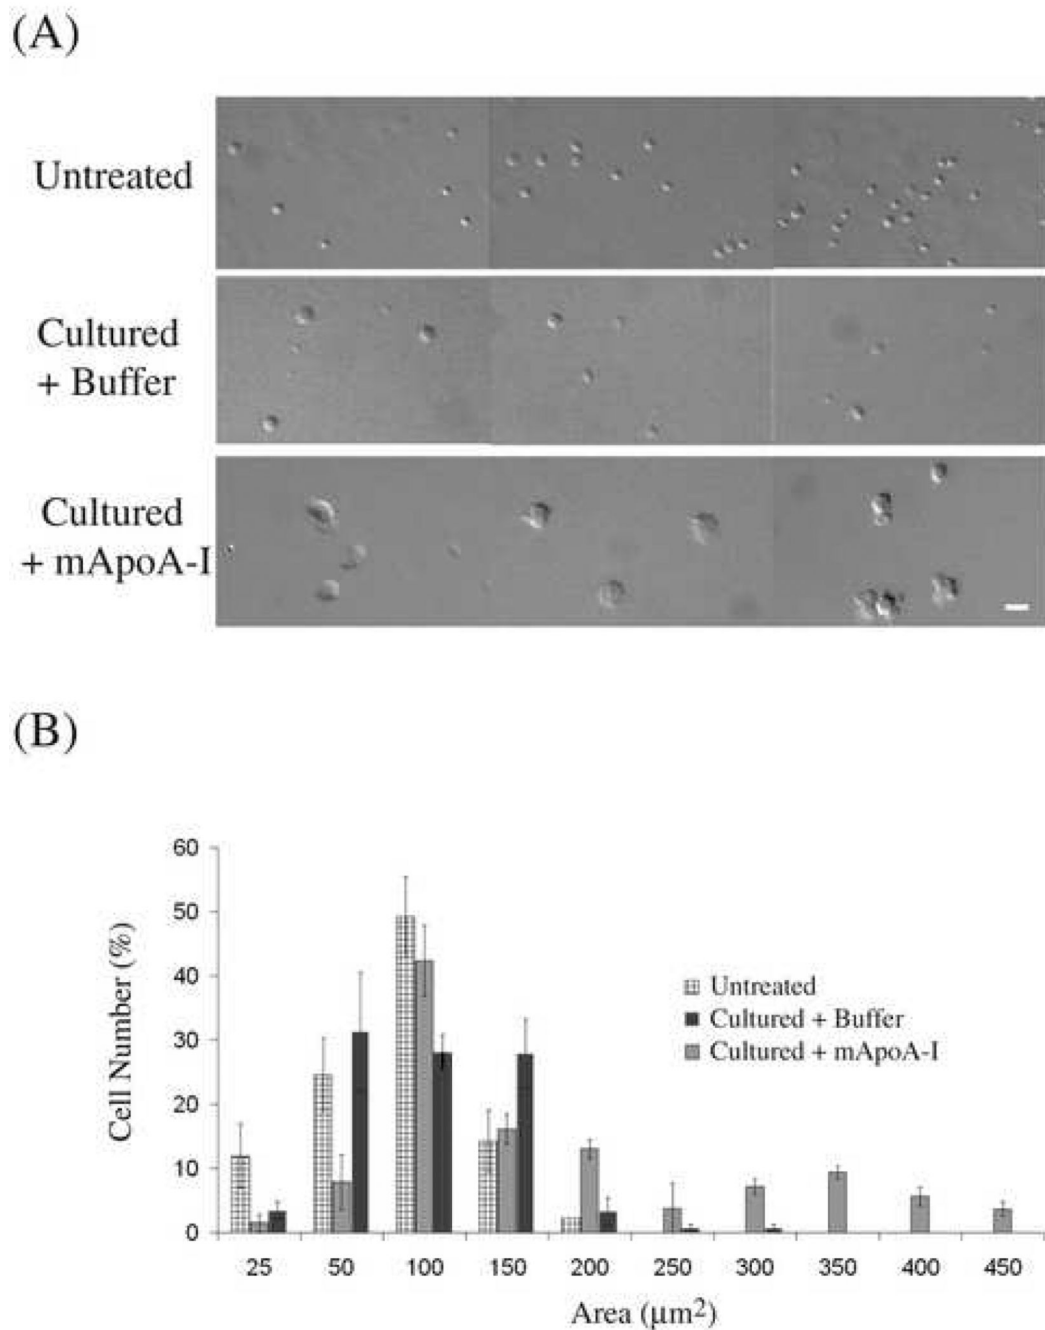 (A)
Untreated
Cultured
+ Buffer
Cultured
+ mApoA-I
(B)
60
50
40
30
20
10
0
Cell Number (%)
Untreated
Cultured + Buffer
Cultured + mApoA-I
25 50 100 150 200 250 300 350 400 450
Area (µm²)